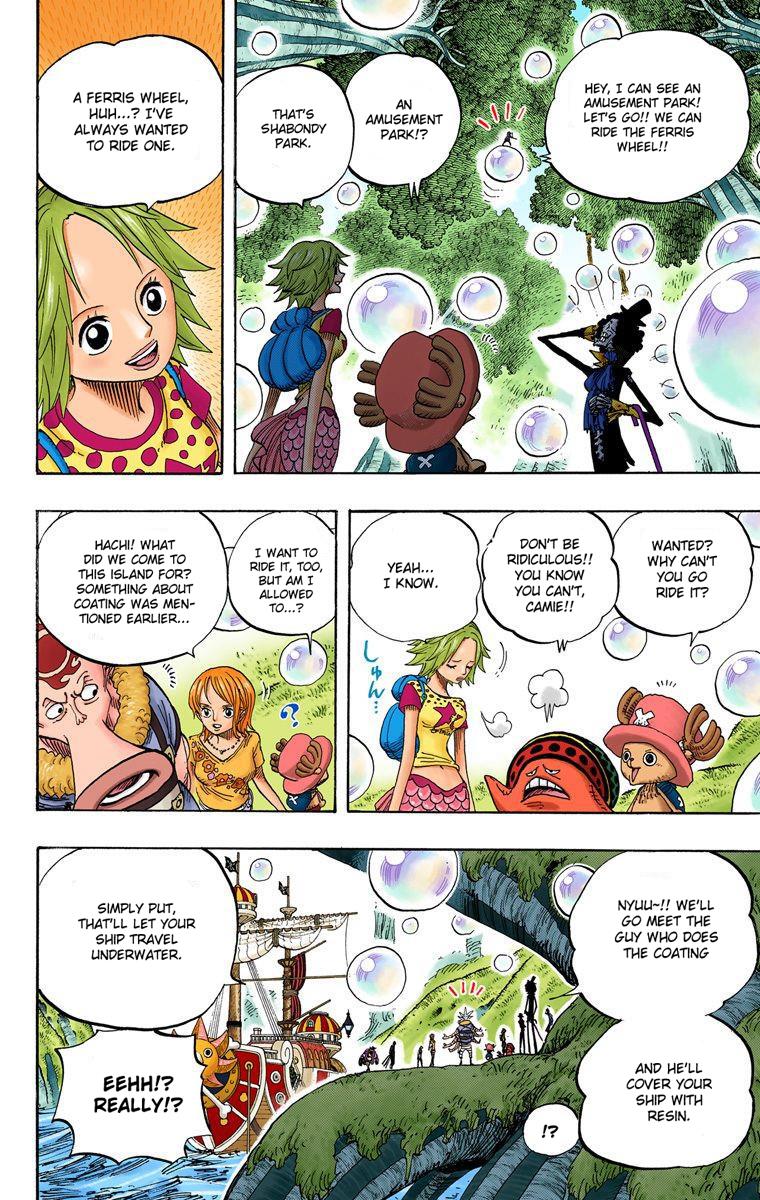 HEY, I CAN SEE AN
AMUSEMENT PARK!
LET'S GO!! WE CAN
RIDE THE FERRIS
WHEEL!!
AN
AMUSEMENT
PARK!?
THAT'S
SHABONDY
PARK.
A FERRIS WHEEL,
HUH...? I'VE
ALWAYS WANTED
TO RIDE ONE.
WANTED?
WHY CAN'T
YOU GO
RIDE IT?
DON'T BE
RIDICULOUS!!
YOU KNOW
YOU CAN'T,
CAMIE!!
YEAH...
I KNOW.
しゅん...
I WANT TO
RIDE IT, TOO,
BUT AM I
ALLOWED
TO...?
?
HACHI! WHAT
DID WE COME TO
THIS ISLAND FOR?
SOMETHING ABOUT
COATING WAS MEN-
TIONED EARLIER...
NYUU~!! WE'LL
GO MEET THE
GUY WHO DOES
THE COATING
AND HE'LL
COVER YOUR
SHIP WITH
RESIN.
!?
SIMPLY PUT,
THAT'LL LET YOUR
SHIP TRAVEL
UNDERWATER.
EEHH!?
REALLY!?